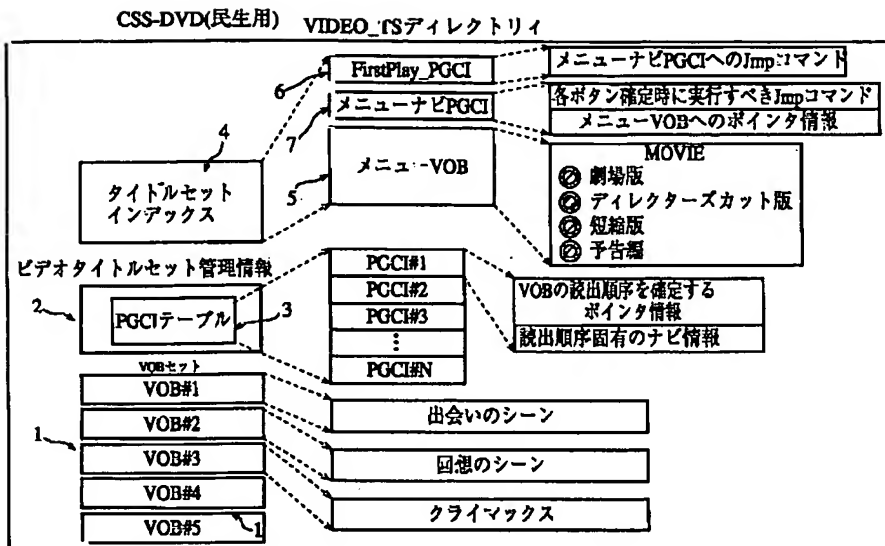 CSS-DVD(民生用)
VIDEO_TSディレクトリィ
6
FirstPlay_PGCI
メニューナビPGCIへのJmpコマンド
7
メニューナビPGCI
各ボタン確定時に実行すべきJmpコマンド
メニューVOBへのポインタ情報
4
タイトルセット
インデックス
5
メニューVOB
MOVIE
劇場版
ディレクターズカット版
短縮版
予告編
ビデオタイトルセット管理情報
2
PGCIテーブル
3
PGCI#1
PGCI#2
PGCI#3
⋮
PGCI#N
VOBの読出順序を確定する
ポインタ情報
読出順序固有のナビ情報
VOBセット
1
VOB#1
VOB#2
VOB#3
VOB#4
VOB#5
1
出会いのシーン
回想のシーン
クライマックス